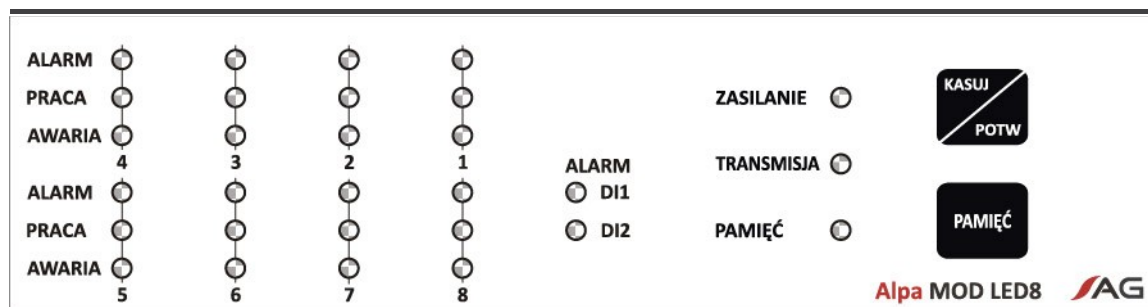 ALARM
PRACA
AWARIA
4 3 2 1
ALARM
PRACA
AWARIA
5 6 7 8
ALARM
DI1
DI2
ZASILANIE
TRANSMISJA
PAMIĘĆ
KASUJ
POTW
PAMIĘĆ
Alpa MOD LED8 AG